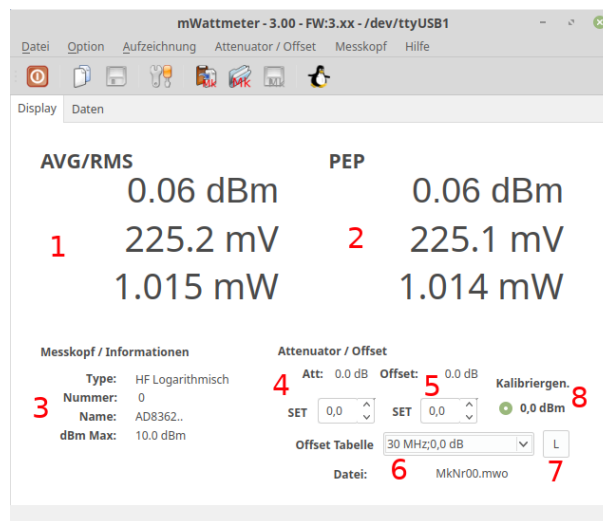 mWattmeter - 3.00 - FW:3.xx - /dev/ttyUSB1
Datei Option Aufzeichnung Attenuator / Offset Messkopf Hilfe
Mk MK Mk
Display Daten
AVG/RMS PEP
0.06 dBm 0.06 dBm
1 225.2 mV 2 225.1 mV
1.015 mW 1.014 mW
Messkopf / Informationen Attenuator / Offset
Type: HF Logarithmisch 4 Att: 0.0 dB Offset: 5 0.0 dB Kalibriergen.
3 Nummer: 0
Name: AD8362.. SET 0,0 SET 0,0 0,0 dBm 8
dBm Max: 10.0 dBm
Offset Tabelle 30 MHz;0,0 dB L
Datei: 6 MkNr00.mwo 7